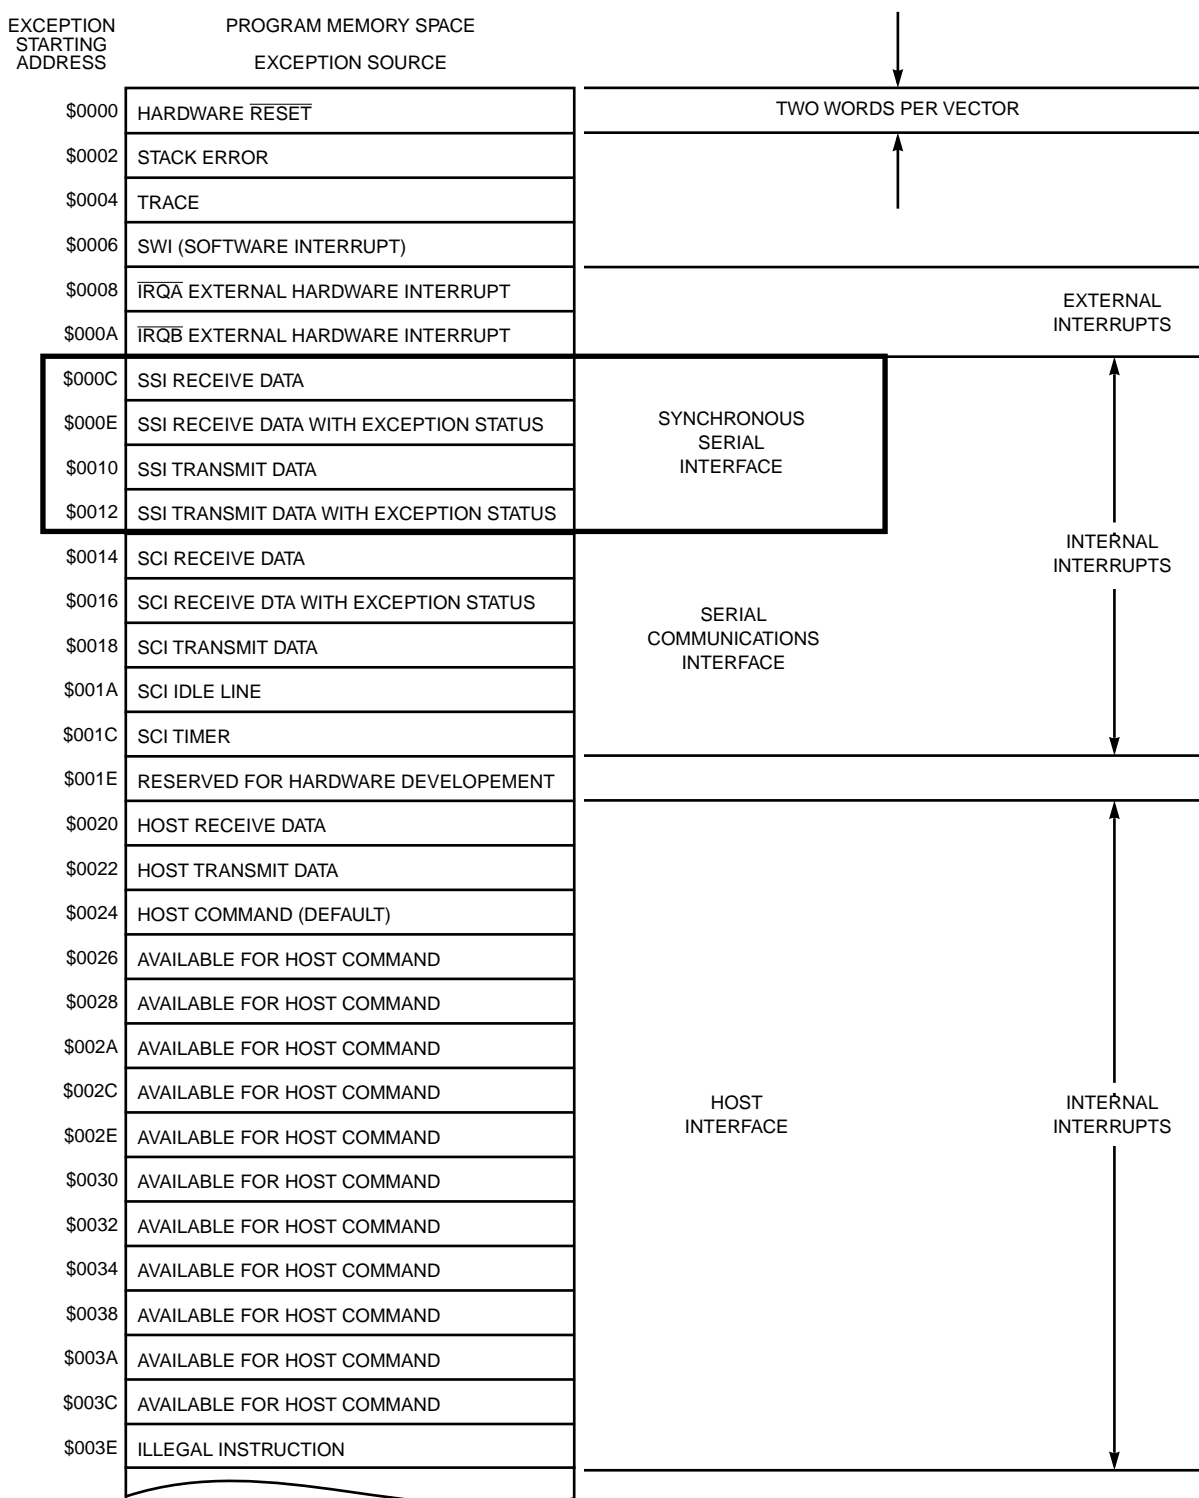 EXCEPTION
STARTING
ADDRESS
PROGRAM MEMORY SPACE
EXCEPTION SOURCE
$0000 HARDWARE RESET
TWO WORDS PER VECTOR
$0002 STACK ERROR
$0004 TRACE
$0006 SWI (SOFTWARE INTERRUPT)
$0008 IRQA EXTERNAL HARDWARE INTERRUPT
$000A IRQB EXTERNAL HARDWARE INTERRUPT
EXTERNAL
INTERRUPTS
$000C SSI RECEIVE DATA
$000E SSI RECEIVE DATA WITH EXCEPTION STATUS
$0010 SSI TRANSMIT DATA
$0012 SSI TRANSMIT DATA WITH EXCEPTION STATUS
SYNCHRONOUS
SERIAL
INTERFACE
$0014 SCI RECEIVE DATA
$0016 SCI RECEIVE DTA WITH EXCEPTION STATUS
$0018 SCI TRANSMIT DATA
$001A SCI IDLE LINE
$001C SCI TIMER
SERIAL
COMMUNICATIONS
INTERFACE
INTERNAL
INTERRUPTS
$001E RESERVED FOR HARDWARE DEVELOPEMENT
$0020 HOST RECEIVE DATA
$0022 HOST TRANSMIT DATA
$0024 HOST COMMAND (DEFAULT)
$0026 AVAILABLE FOR HOST COMMAND
$0028 AVAILABLE FOR HOST COMMAND
$002A AVAILABLE FOR HOST COMMAND
$002C AVAILABLE FOR HOST COMMAND
$002E AVAILABLE FOR HOST COMMAND
$0030 AVAILABLE FOR HOST COMMAND
$0032 AVAILABLE FOR HOST COMMAND
$0034 AVAILABLE FOR HOST COMMAND
$0038 AVAILABLE FOR HOST COMMAND
$003A AVAILABLE FOR HOST COMMAND
$003C AVAILABLE FOR HOST COMMAND
$003E ILLEGAL INSTRUCTION
HOST
INTERFACE
INTERNAL
INTERRUPTS